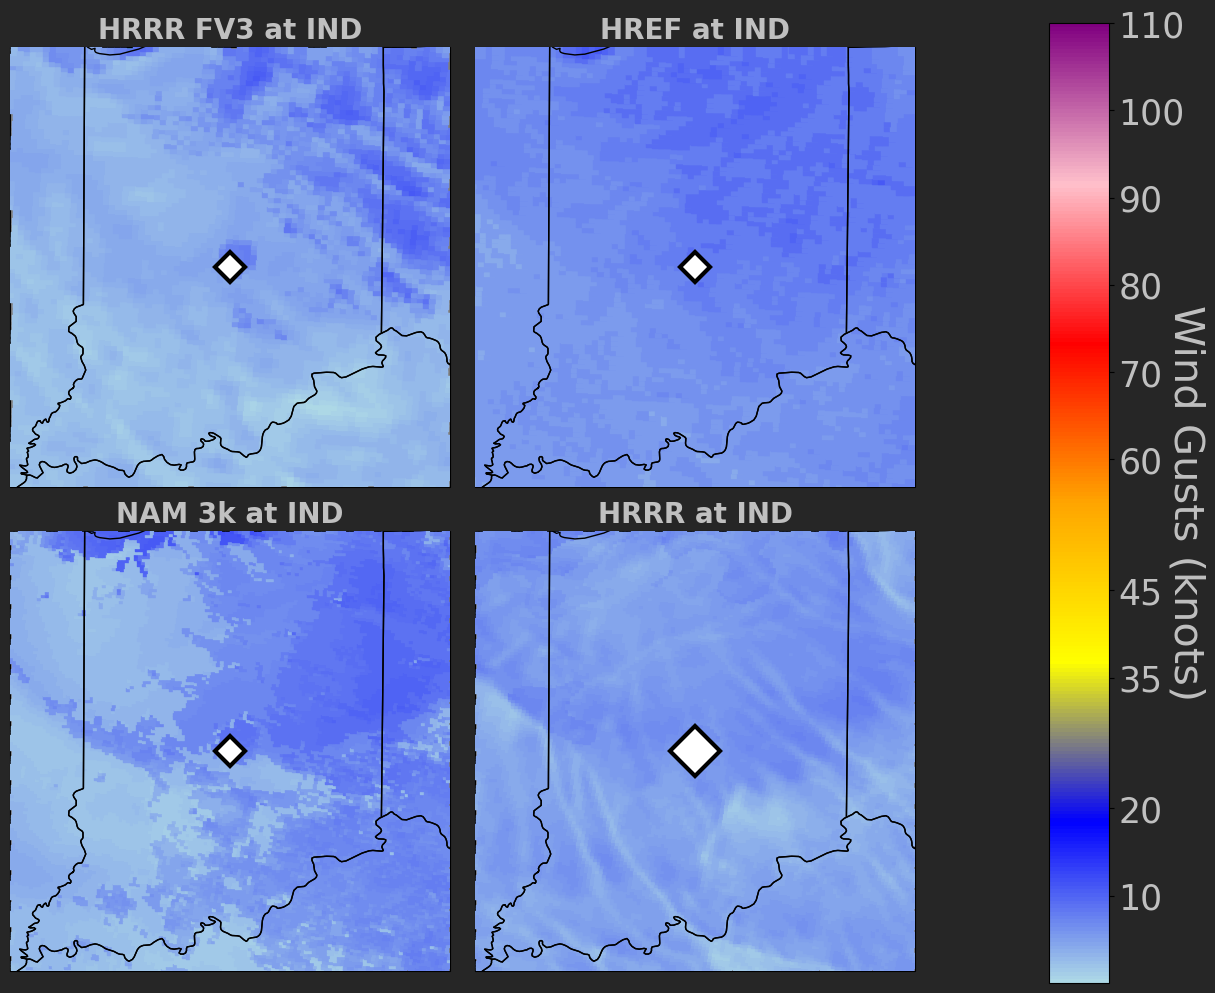 HRRR FV3 at IND
HREF at IND
NAM 3k at IND
HRRR at IND
110
100
90
80
70
60
45
35
20
10
Wind Gusts (knots)